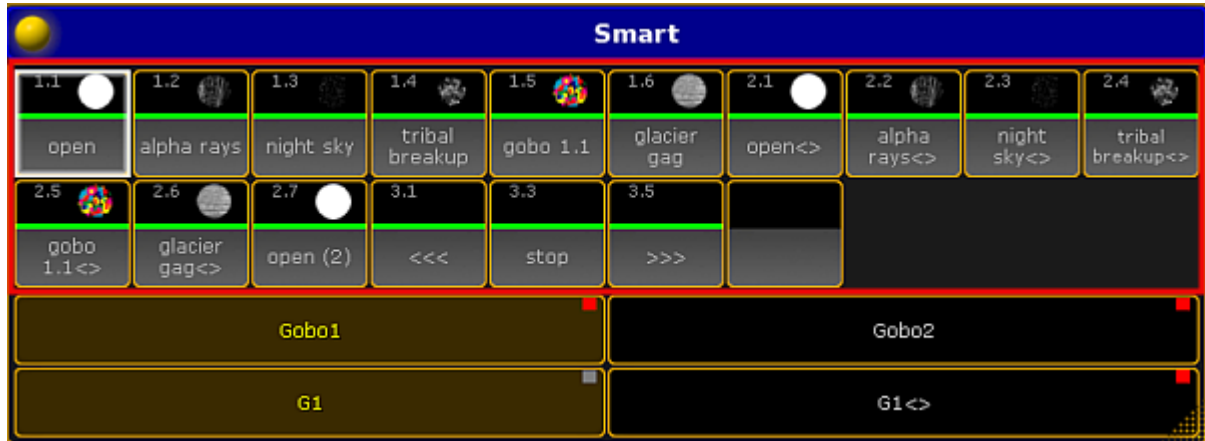 Smart
1.1 1.2 1.3 1.4 1.5 1.6 2.1 2.2 2.3 2.4
open alpha rays night sky tribal breakup gobo 1.1 glacier gag open<> alpha rays<> night sky<> tribal breakup<>
2.5 2.6 2.7 3.1 3.3 3.5
gobo 1.1<> glacier gag<> open (2) <<< stop >>>
Gobo1 Gobo2
G1 G1<>